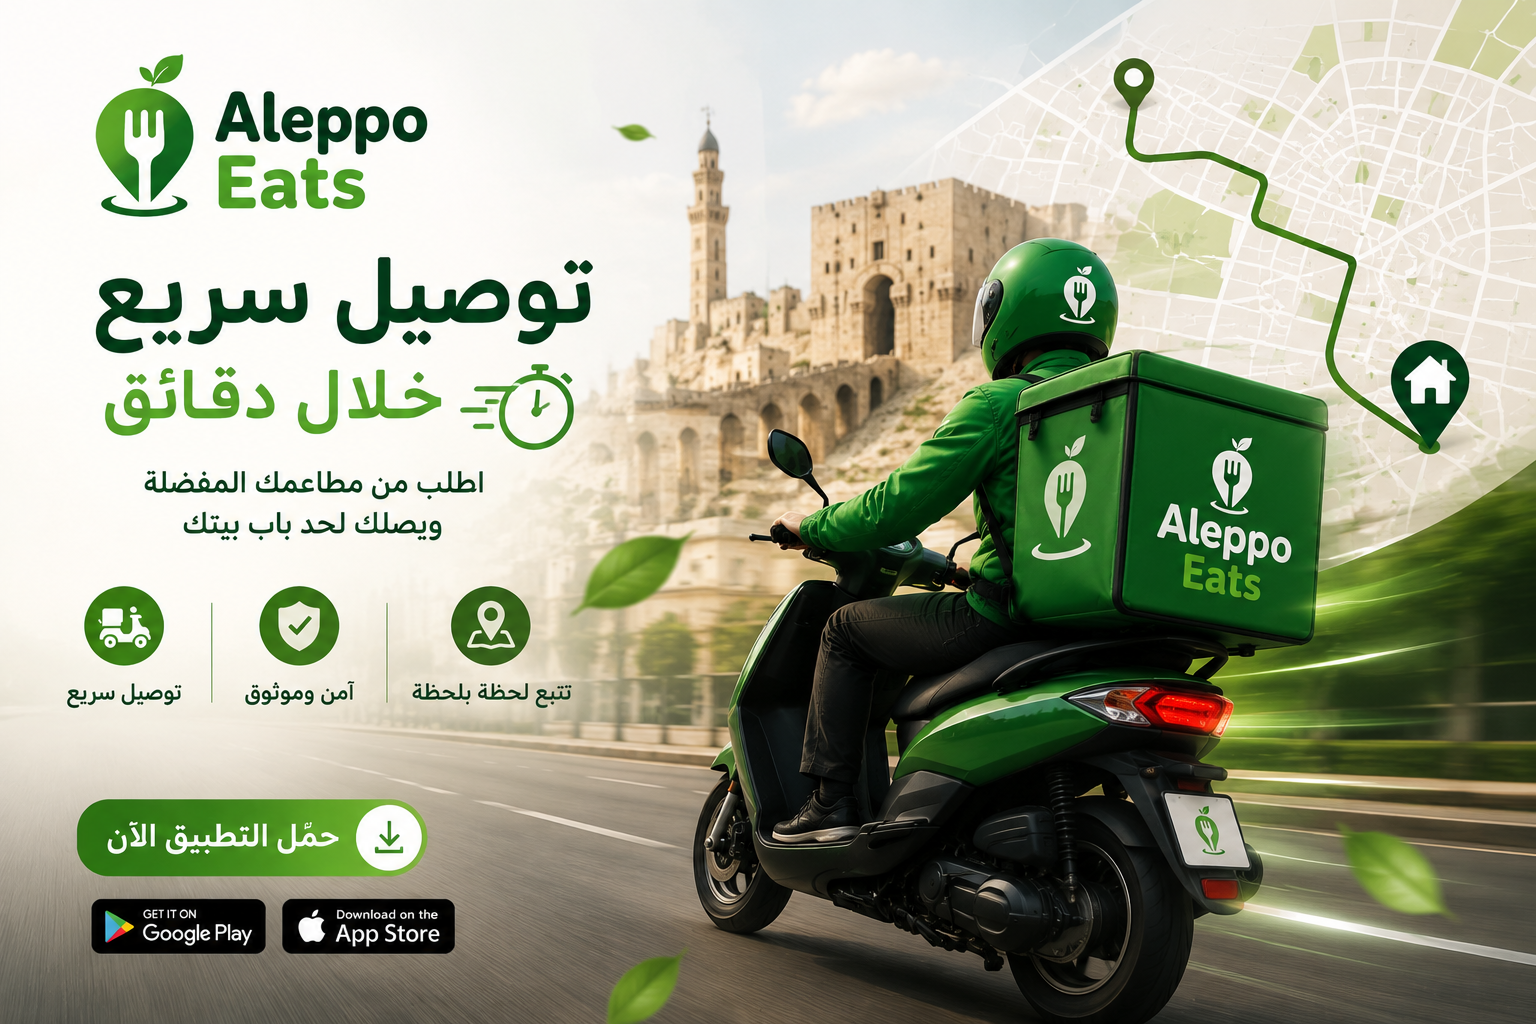 Aleppo
Eats
توصيل سريع
خلال دقائق
اطلب من مطاعمك المفضلة
ويصلك لحد باب بيتك
تتبع لحظة بلحظة
آمن وموثوق
توصيل سريع
حمّل التطبيق الآن
GET IT ON
Google Play
Download on the
App Store
Aleppo
Eats